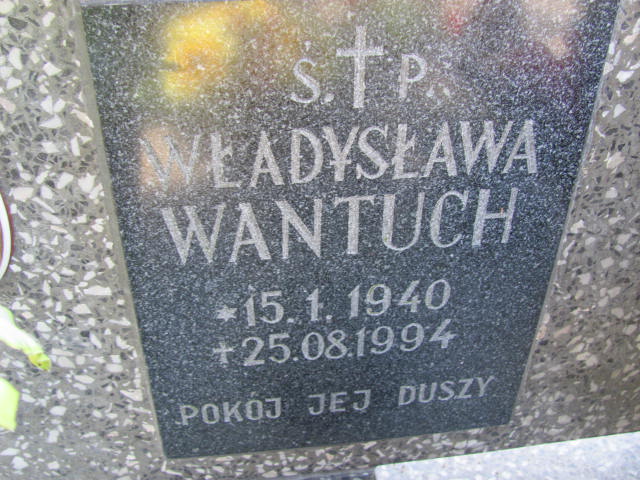 Ś.†P.
WŁADYSŁAWA
WANTUCH
*15.1.1940
+25.08.1994
POKÓJ JEJ DUSZY